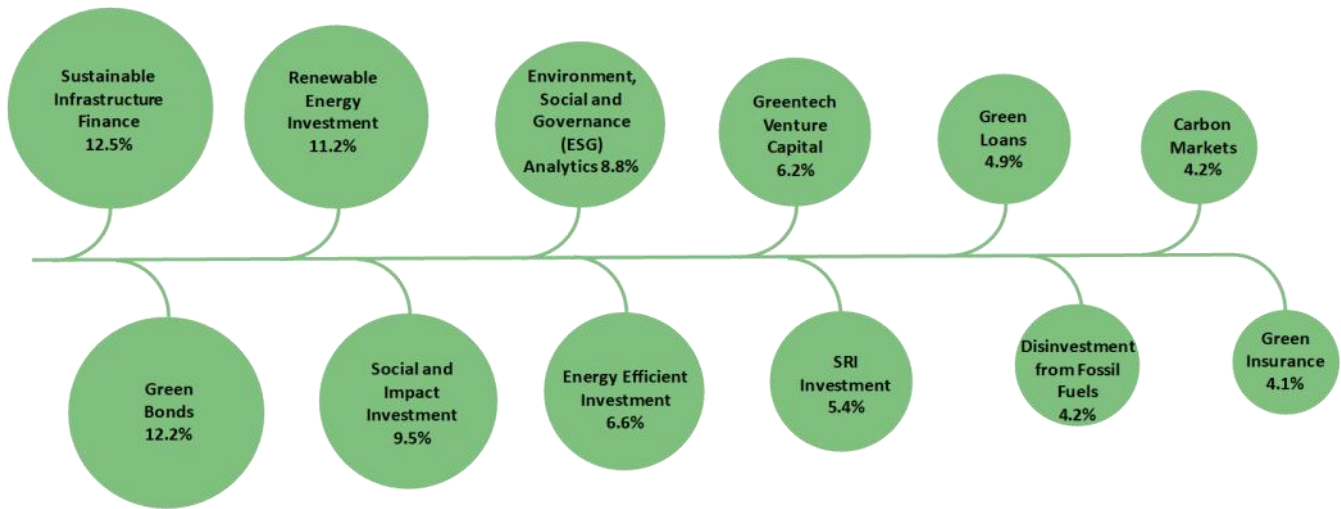 Sustainable
Infrastructure
Finance
12.5%
Renewable
Energy
Investment
11.2%
Environment,
Social and
Governance
(ESG)
Analytics 8.8%
Greentech
Venture
Capital
6.2%
Green
Loans
4.9%
Carbon
Markets
4.2%
Green
Bonds
12.2%
Social and
Impact
Investment
9.5%
Energy Efficient
Investment
6.6%
SRI
Investment
5.4%
Disinvestment
from Fossil
Fuels
4.2%
Green
Insurance
4.1%